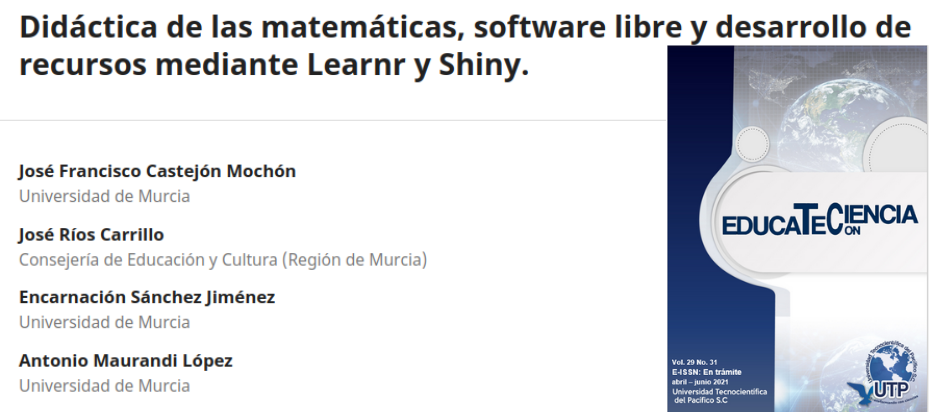 Didáctica de las matemáticas, software libre y desarrollo de
recursos mediante Learnr y Shiny.
José Francisco Castejón Mochón
Universidad de Murcia
José Ríos Carrillo
Consejería de Educación y Cultura (Región de Murcia)
Encarnación Sánchez Jiménez
Universidad de Murcia
Antonio Maurandi López
Universidad de Murcia
EDUCATECONCIENCIA
Vol. 29 No. 31
E-ISSN: En trámite
abril – junio 2021
Universidad Tecnocientífica
del Pacífico S.C
UTP